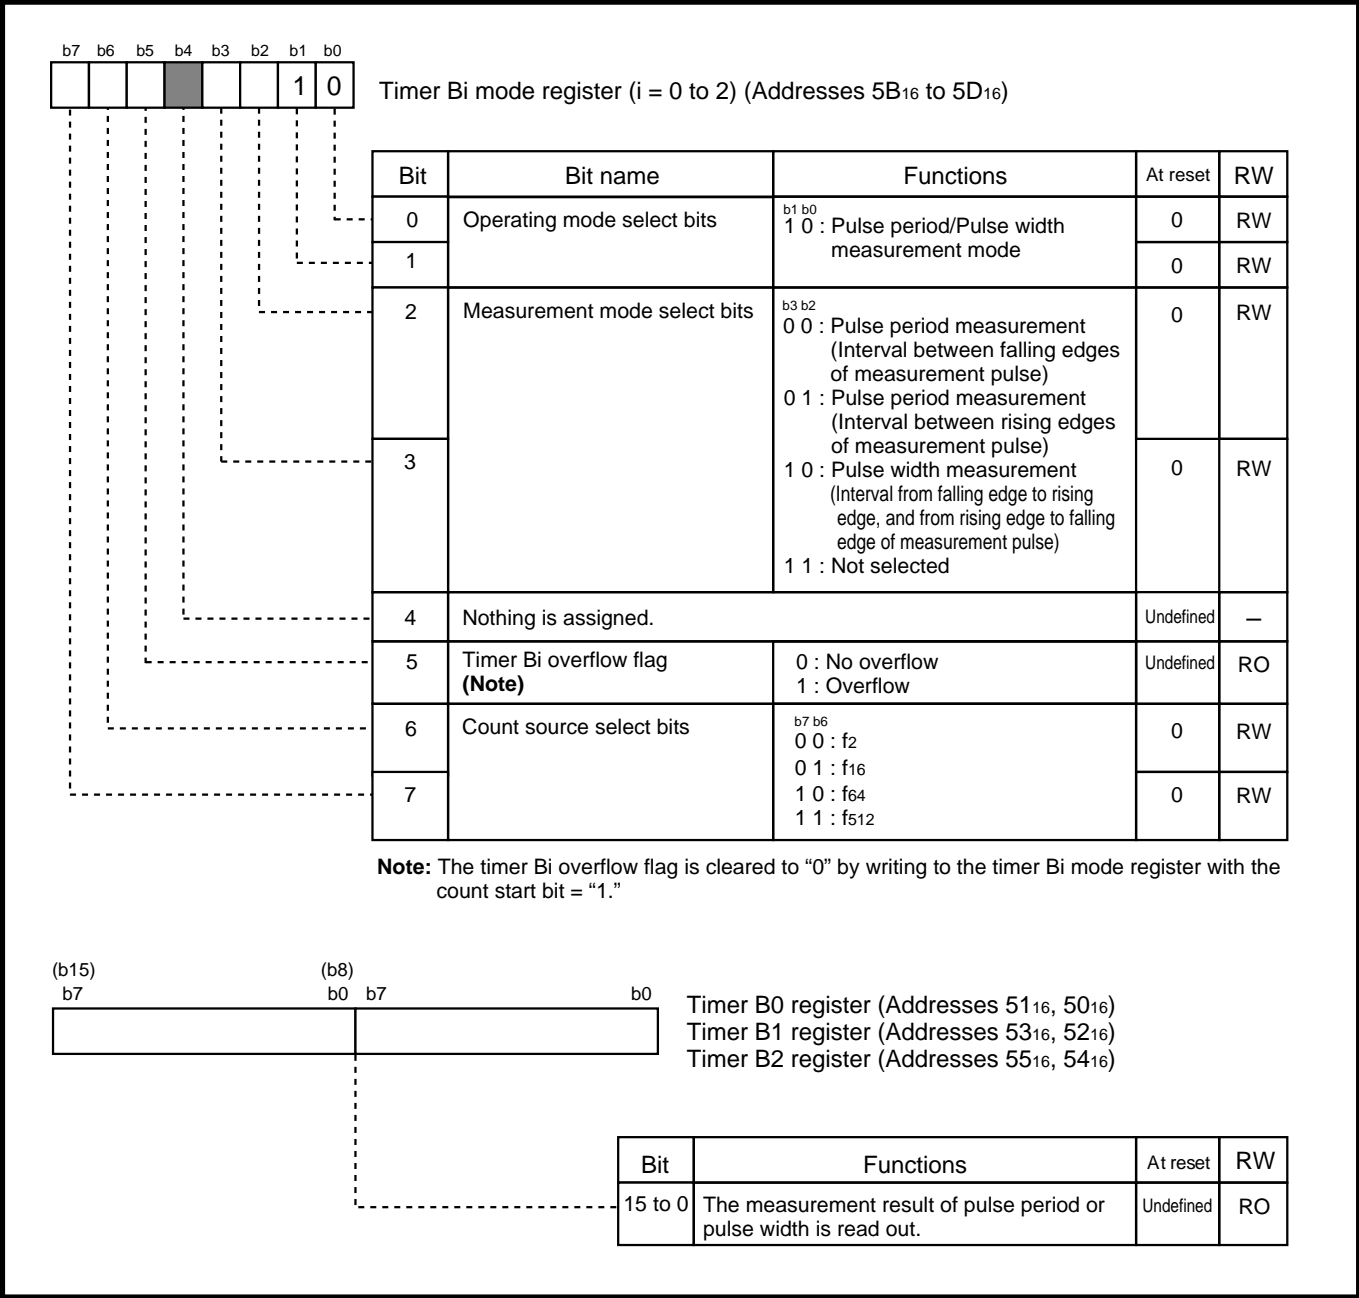 b7 b6 b5 b4 b3 b2 b1 b0
1 0
Timer Bi mode register (i = 0 to 2) (Addresses 5B16 to 5D16)
Bit Bit name Functions At reset RW
0 Operating mode select bits b1 b0 0 RW
1 0 : Pulse period/Pulse width
measurement mode
1 0 RW
2 Measurement mode select bits b3 b2 0 RW
0 0 : Pulse period measurement
(Interval between falling edges
of measurement pulse)
0 1 : Pulse period measurement
(Interval between rising edges
of measurement pulse)
3 0 RW
1 0 : Pulse width measurement
(Interval from falling edge to rising
edge, and from rising edge to falling
edge of measurement pulse)
1 1 : Not selected
4 Nothing is assigned. Undefined –
5 Timer Bi overflow flag 0 : No overflow Undefined RO
(Note) 1 : Overflow
6 Count source select bits b7 b6 0 RW
0 0 : f2
0 1 : f16
7 1 0 : f64 0 RW
1 1 : f512
Note: The timer Bi overflow flag is cleared to “0” by writing to the timer Bi mode register with the
count start bit = “1.”
(b15) (b8)
b7 b0 b7 b0
Timer B0 register (Addresses 5116, 5016)
Timer B1 register (Addresses 5316, 5216)
Timer B2 register (Addresses 5516, 5416)
Bit Functions At reset RW
15 to 0 The measurement result of pulse period or Undefined RO
pulse width is read out.